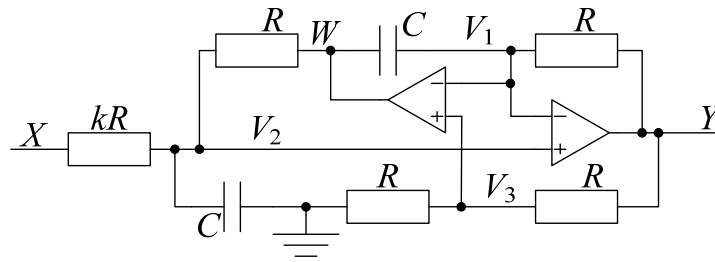 R W C V₁ R
X kR V₂ − + − + Y
C R V₃ R